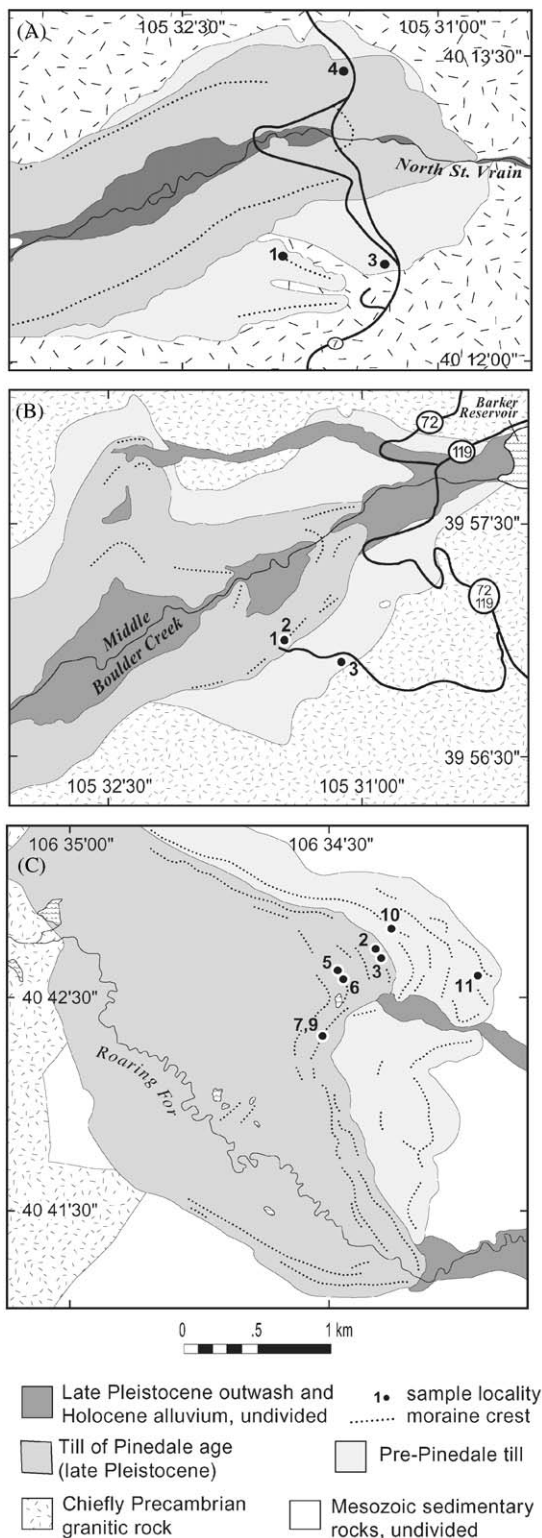 (A)
105 32'30"
105 31'00"
40 13'30"
4
North St. Vrain
1
3
40 12'00"
(B)
Barker
Reservoir
72
119
39 57'30"
72
119
Middle
Boulder Creek
2
1
3
39 56'30"
105 32'30"
105 31'00"
(C)
106 35'00"
106 34'30"
10
2
3
5
6
11
40 42'30"
7,9
Roaring For
40 41'30"
0 .5 1 km
Late Pleistocene outwash and
Holocene alluvium, undivided
1 sample locality
moraine crest
Till of Pinedale age
(late Pleistocene)
Pre-Pinedale till
Chiefly Precambrian
granitic rock
Mesozoic sedimentary
rocks, undivided